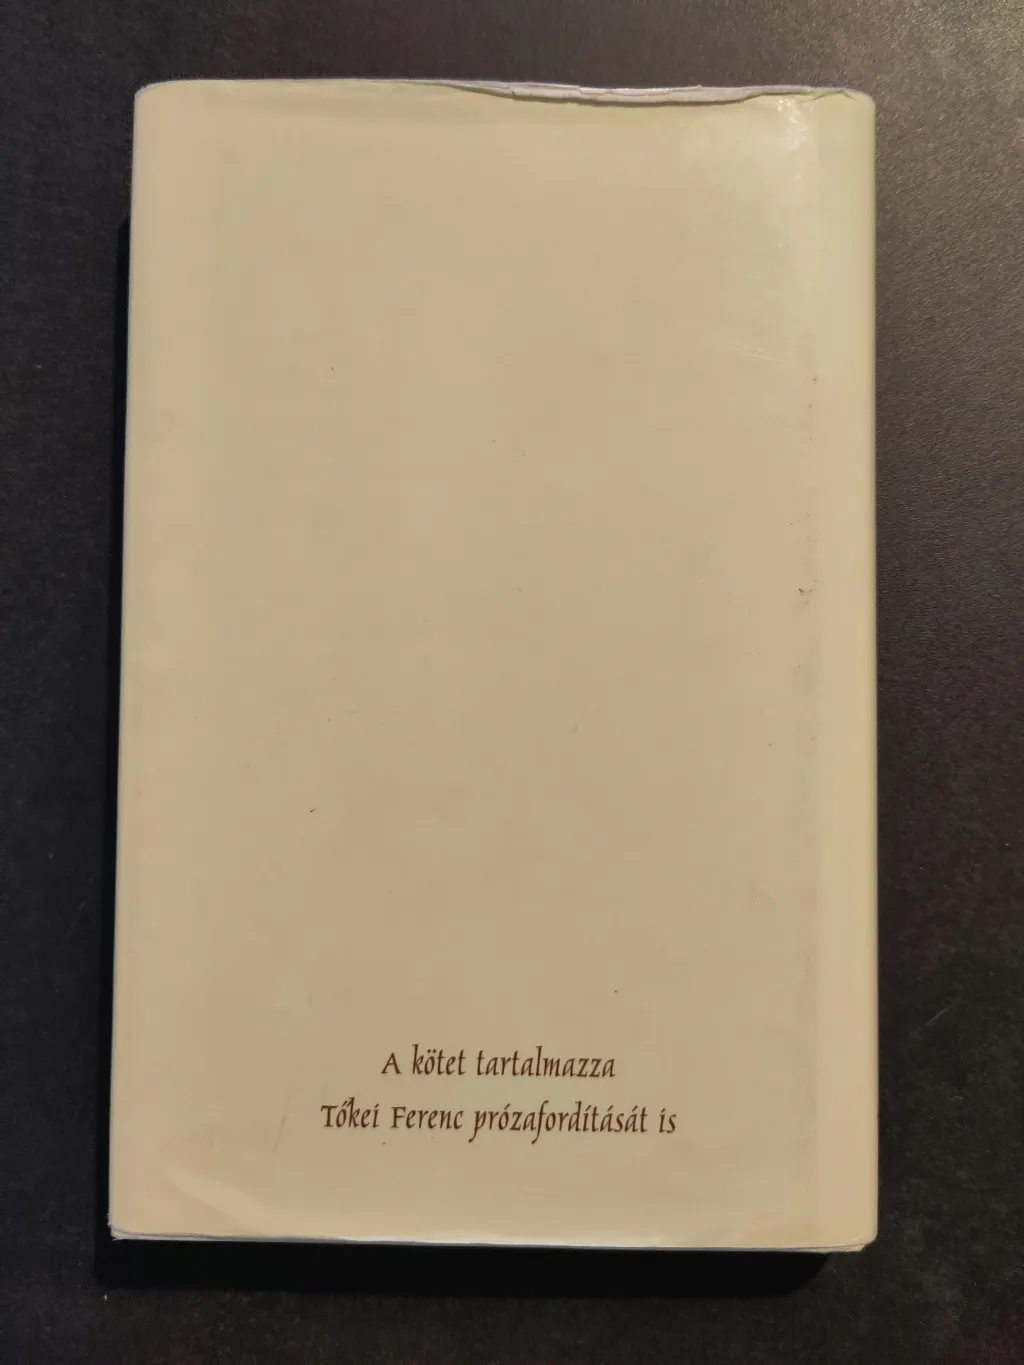 A kötet tartalmazza
Tőkei Ferenc prózafordítását is